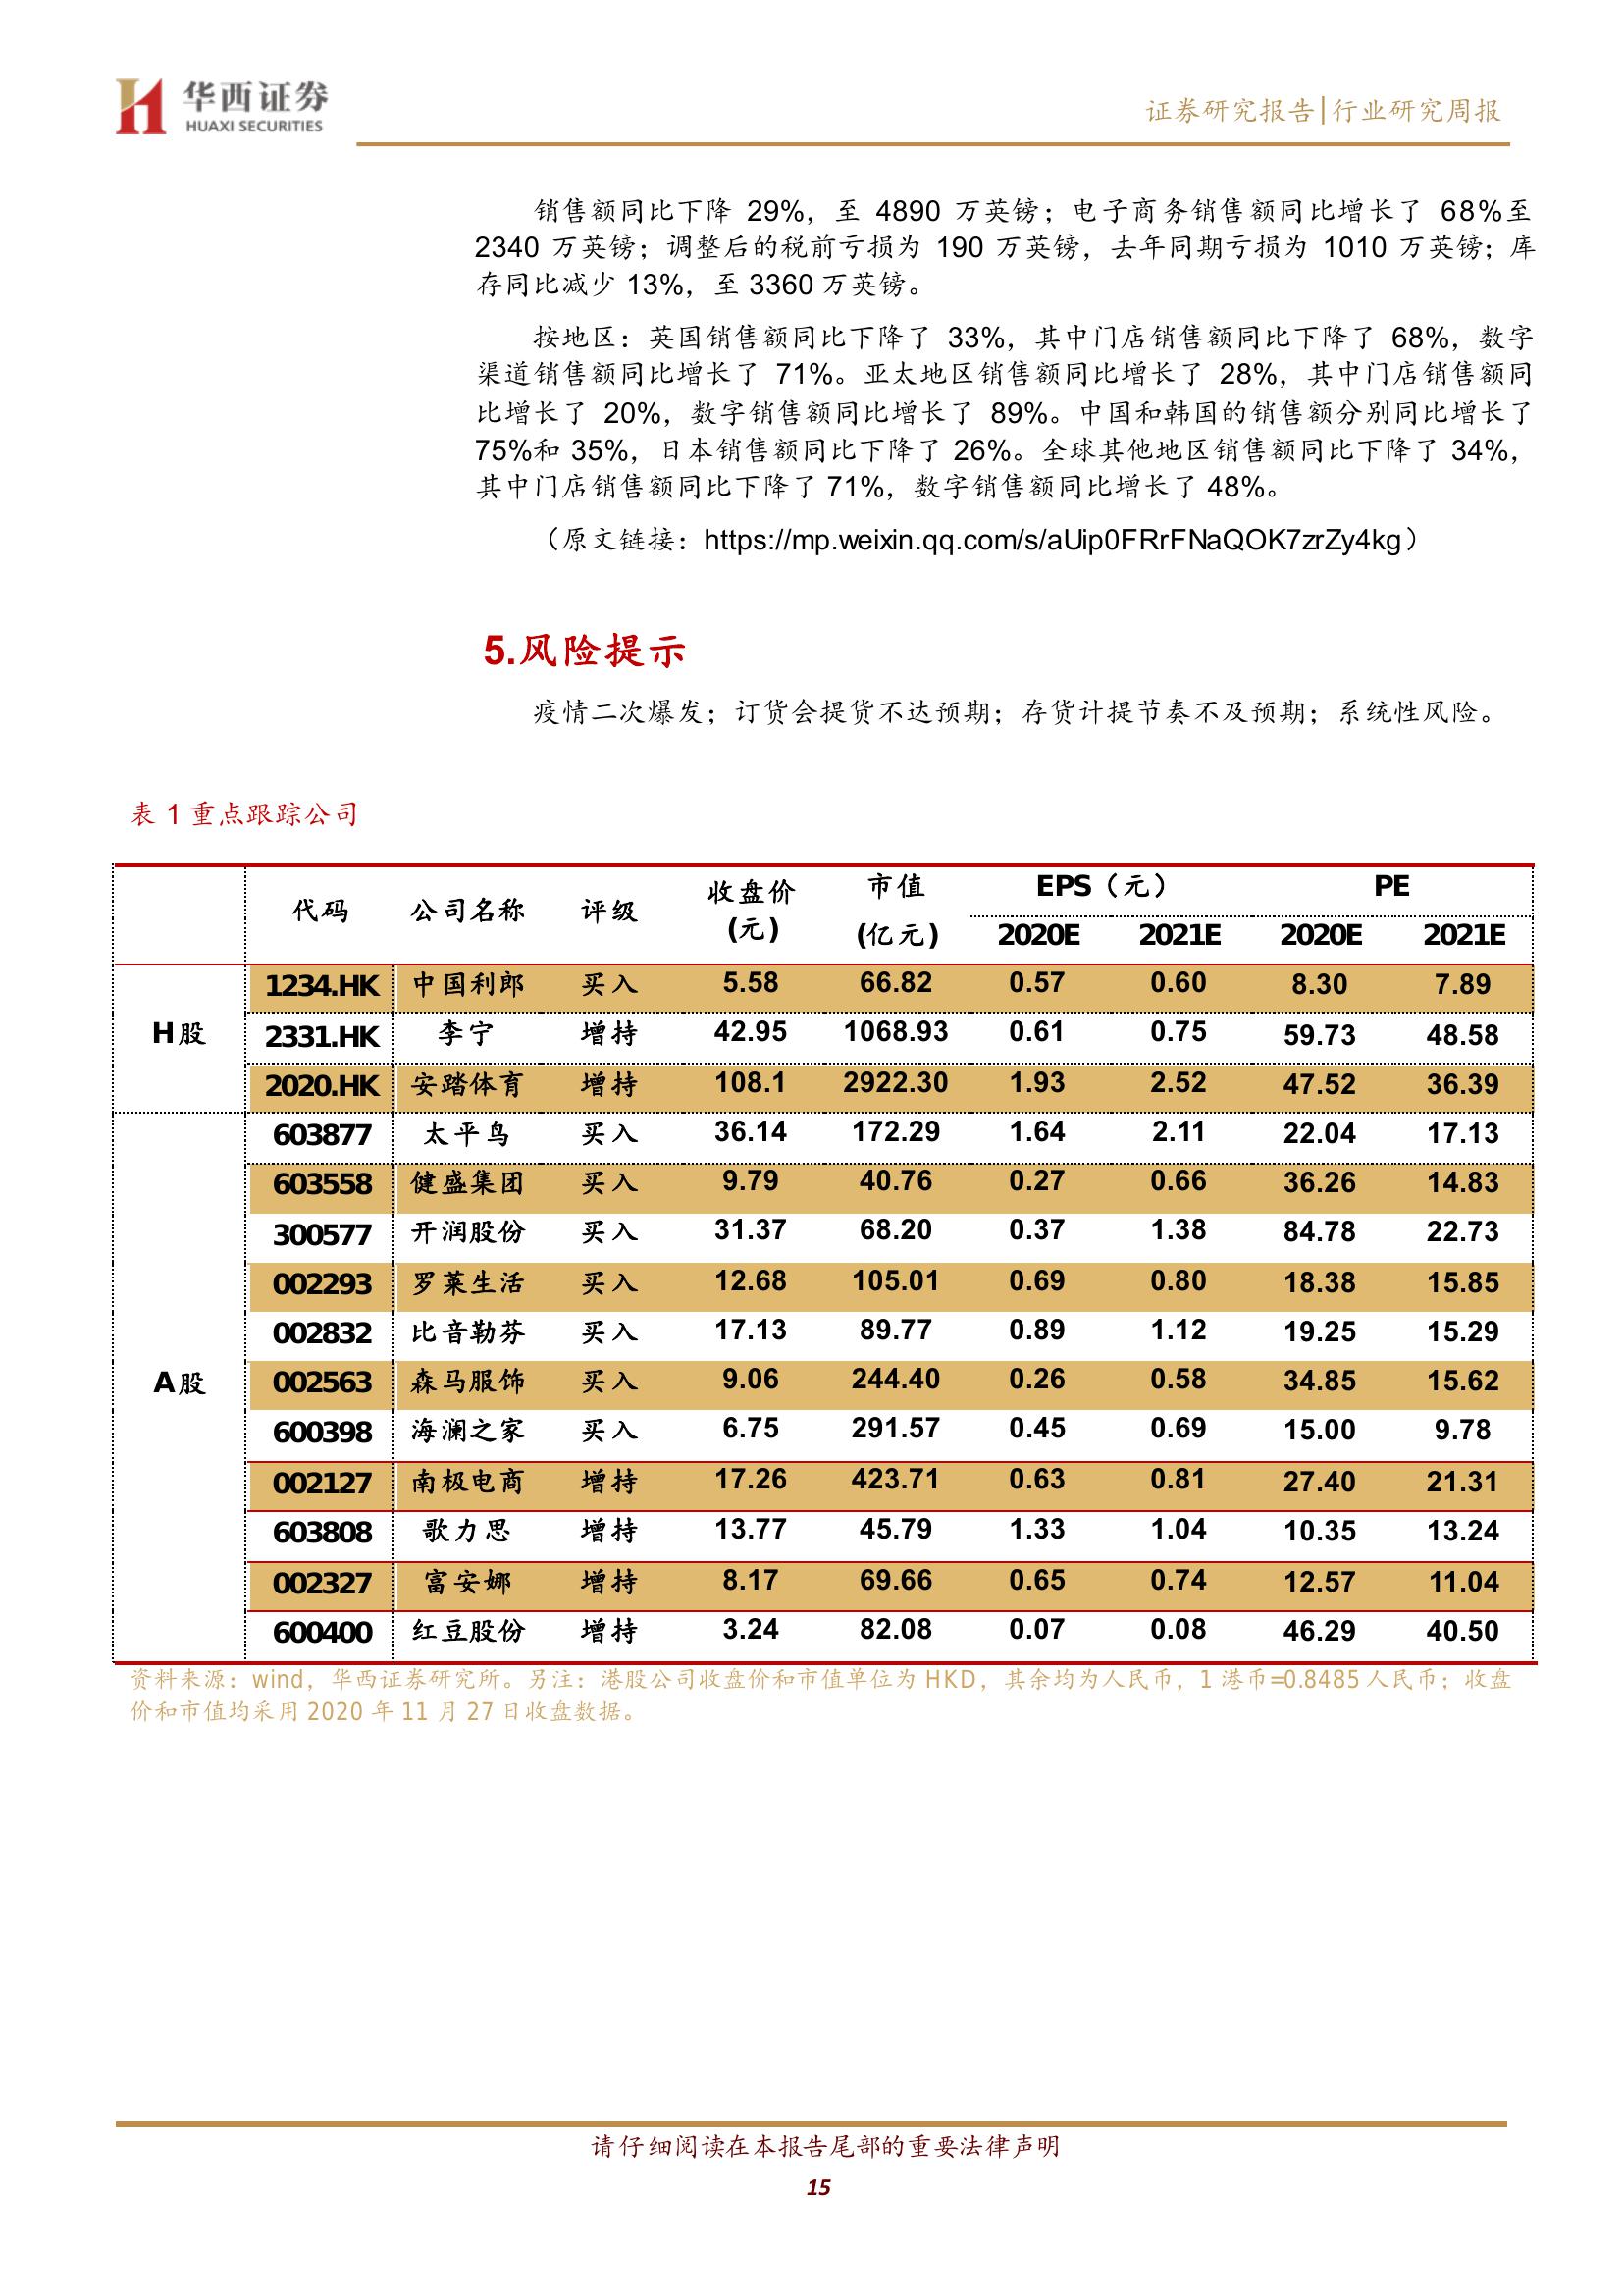 华西证券
HUAXI SECURITIES
证券研究报告|行业研究周报
销售额同比下降 29%，至 4890 万英镑；电子商务销售额同比增长了 68%至
2340 万英镑；调整后的税前亏损为 190 万英镑，去年同期亏损为 1010 万英镑；库
存同比减少 13%，至 3360 万英镑。
按地区：英国销售额同比下降了 33%，其中门店销售额同比下降了 68%，数字
渠道销售额同比增长了 71%。亚太地区销售额同比增长了 28%，其中门店销售额同
比增长了 20%，数字销售额同比增长了 89%。中国和韩国的销售额分别同比增长了
75%和 35%，日本销售额同比下降了 26%。全球其他地区销售额同比下降了 34%，
其中门店销售额同比下降了 71%，数字销售额同比增长了 48%。
（原文链接：https://mp.weixin.qq.com/s/aUip0FRrFNaQOK7zrZy4kg）
5.风险提示
疫情二次爆发；订货会提货不达预期；存货计提节奏不及预期；系统性风险。
表 1 重点跟踪公司
代码 公司名称 评级 收盘价 市值 EPS（元） PE
(元) (亿元) 2020E 2021E 2020E 2021E
1234.HK 中国利郎 买入 5.58 66.82 0.57 0.60 8.30 7.89
H股 2331.HK 李宁 增持 42.95 1068.93 0.61 0.75 59.73 48.58
2020.HK 安踏体育 增持 108.1 2922.30 1.93 2.52 47.52 36.39
603877 太平鸟 买入 36.14 172.29 1.64 2.11 22.04 17.13
603558 健盛集团 买入 9.79 40.76 0.27 0.66 36.26 14.83
300577 开润股份 买入 31.37 68.20 0.37 1.38 84.78 22.73
002293 罗莱生活 买入 12.68 105.01 0.69 0.80 18.38 15.85
002832 比音勒芬 买入 17.13 89.77 0.89 1.12 19.25 15.29
A股 002563 森马服饰 买入 9.06 244.40 0.26 0.58 34.85 15.62
600398 海澜之家 买入 6.75 291.57 0.45 0.69 15.00 9.78
002127 南极电商 增持 17.26 423.71 0.63 0.81 27.40 21.31
603808 歌力思 增持 13.77 45.79 1.33 1.04 10.35 13.24
002327 富安娜 增持 8.17 69.66 0.65 0.74 12.57 11.04
600400 红豆股份 增持 3.24 82.08 0.07 0.08 46.29 40.50
资料来源：wind，华西证券研究所。另注：港股公司收盘价和市值单位为 HKD，其余均为人民币，1 港币=0.8485 人民币；收盘
价和市值均采用 2020 年 11 月 27 日收盘数据。
请仔细阅读在本报告尾部的重要法律声明
15